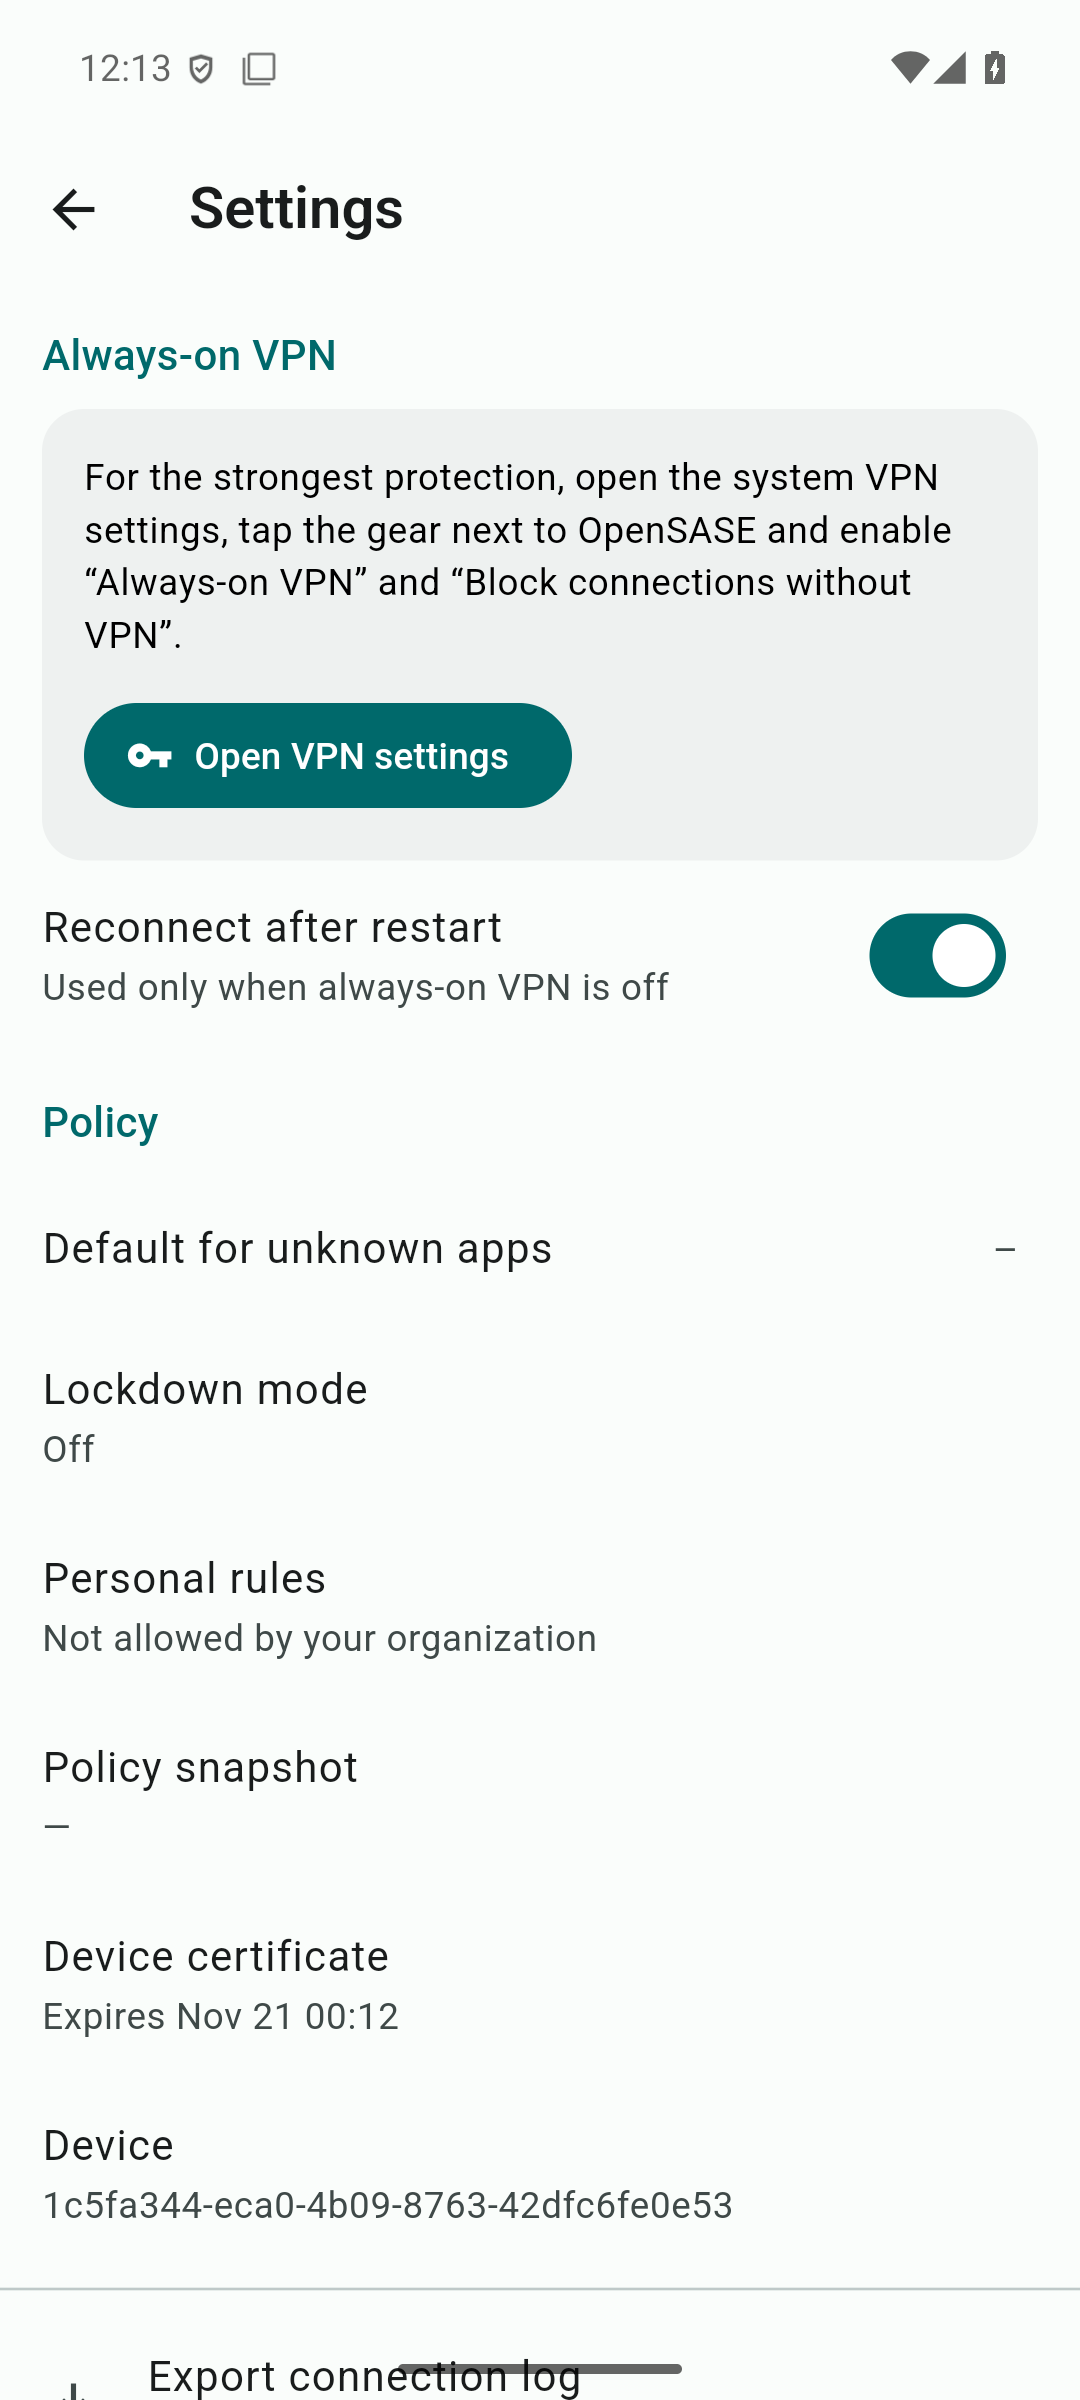 12:13
Settings
Always-on VPN
For the strongest protection, open the system VPN
settings, tap the gear next to OpenSASE and enable
“Always-on VPN” and “Block connections without
VPN”.
Open VPN settings
Reconnect after restart
Used only when always-on VPN is off
Policy
Default for unknown apps –
Lockdown mode
Off
Personal rules
Not allowed by your organization
Policy snapshot
—
Device certificate
Expires Nov 21 00:12
Device
1c5fa344-eca0-4b09-8763-42dfc6fe0e53
Export connection log